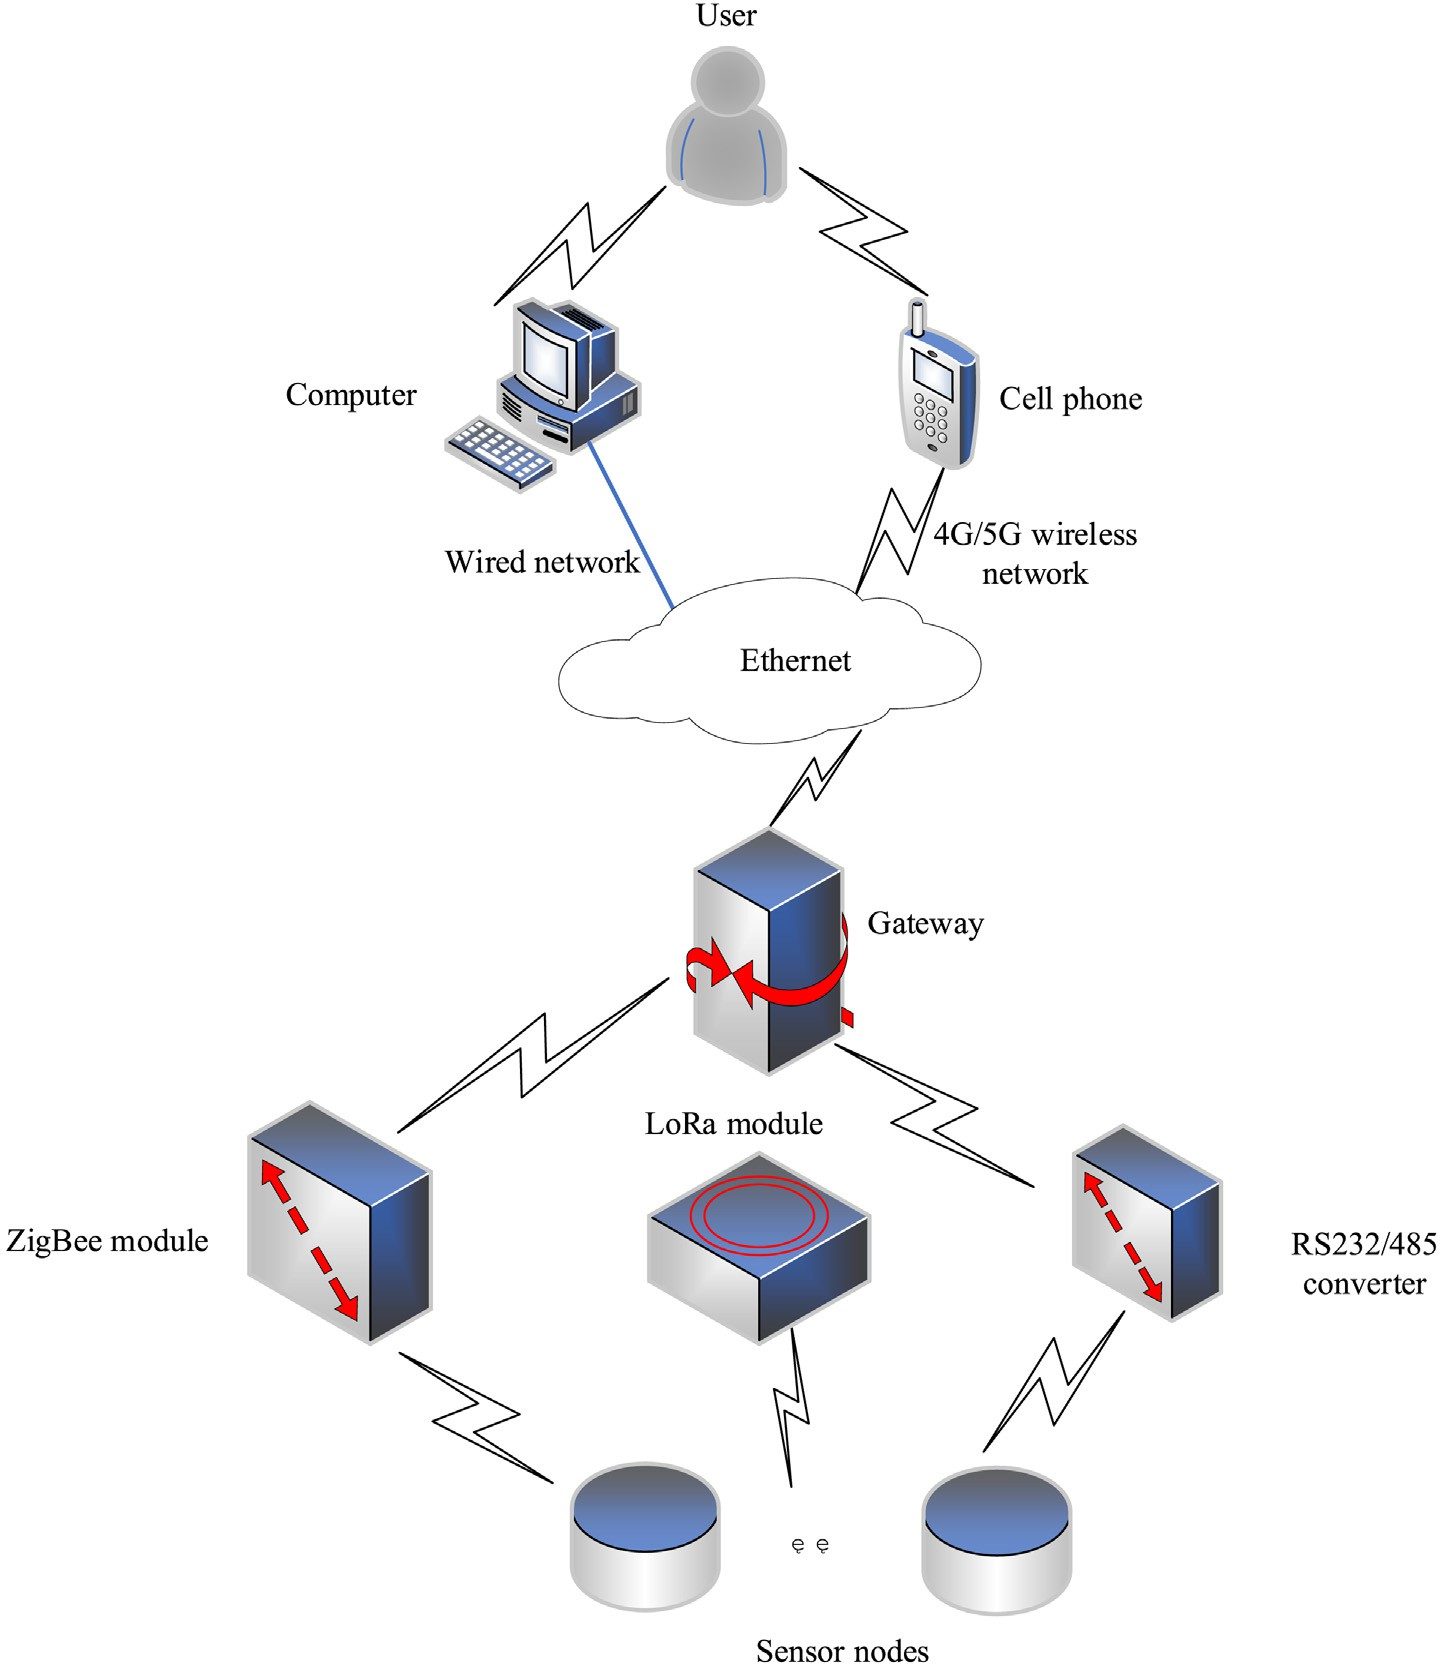 User
Computer
Cell phone
Wired network
4G/5G wireless
network
Ethernet
Gateway
LoRa module
ZigBee module
RS232/485
converter
Sensor nodes